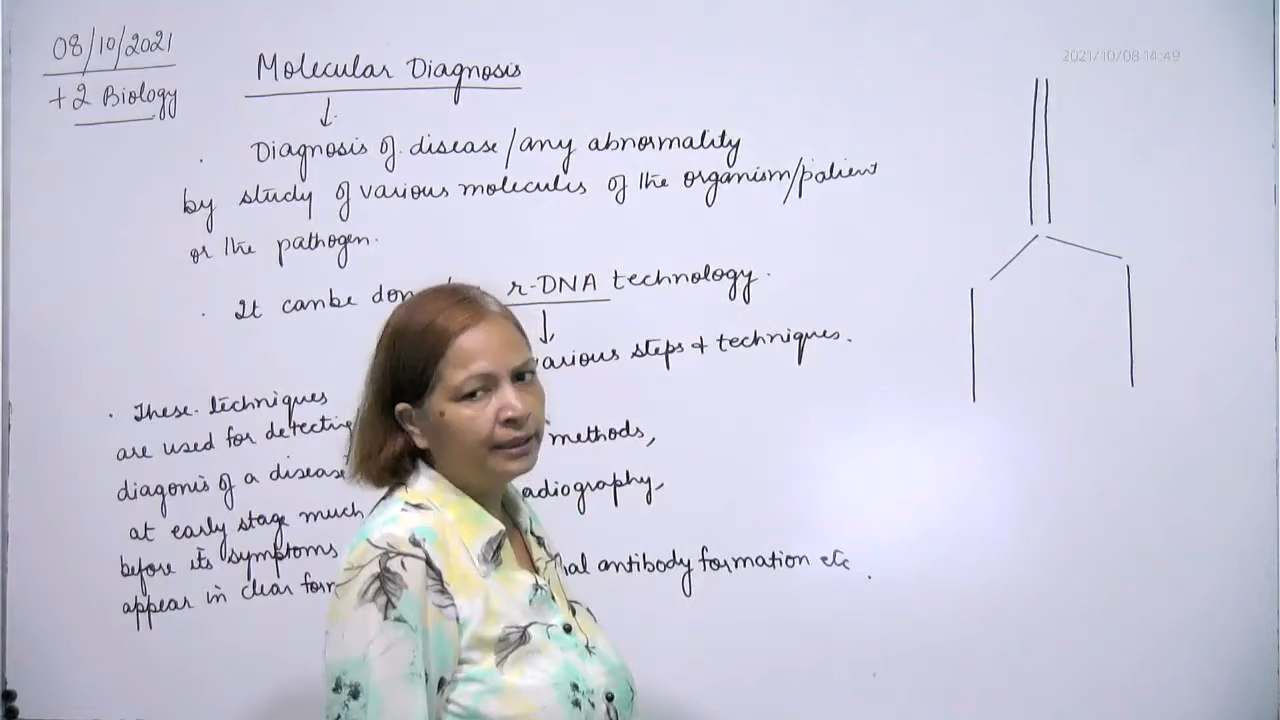 08/10/2021
+2 Biology
2021/10/08 14:49
Molecular Diagnosis
Diagnosis of disease/any abnormality
by study of various molecules of the organism/patient
or the pathogen.
It can be don r-DNA technology.
arious steps & techniques.
These techniques
are used for detecting methods,
diagonis of a disease adiography,
at early stage much
before its symptoms nal antibody formation etc.
appear in clear form